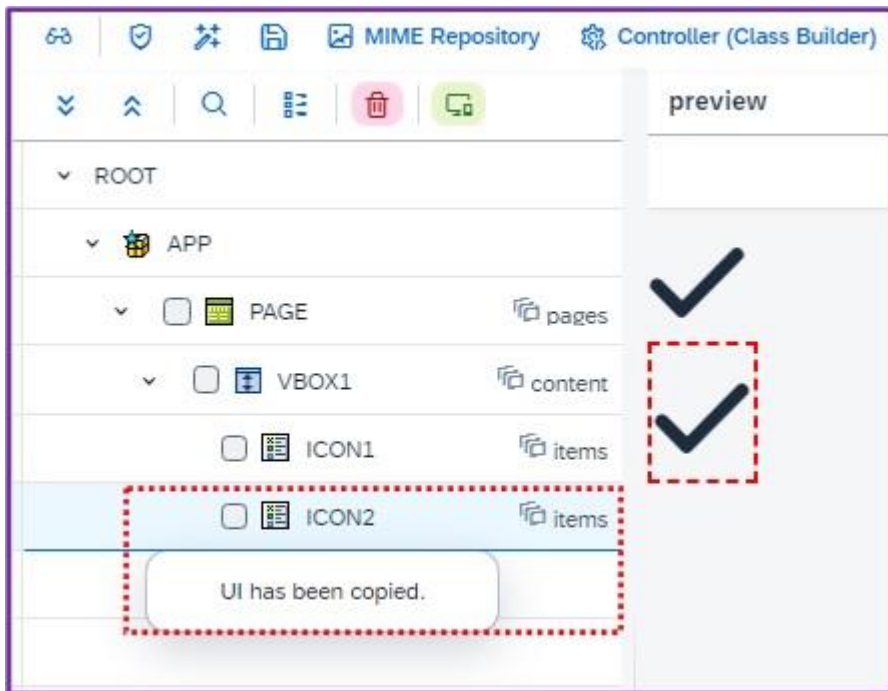 MIME Repository
Controller (Class Builder)
preview
ROOT
APP
PAGE
pages
VBOX1
content
ICON1
items
ICON2
items
UI has been copied.